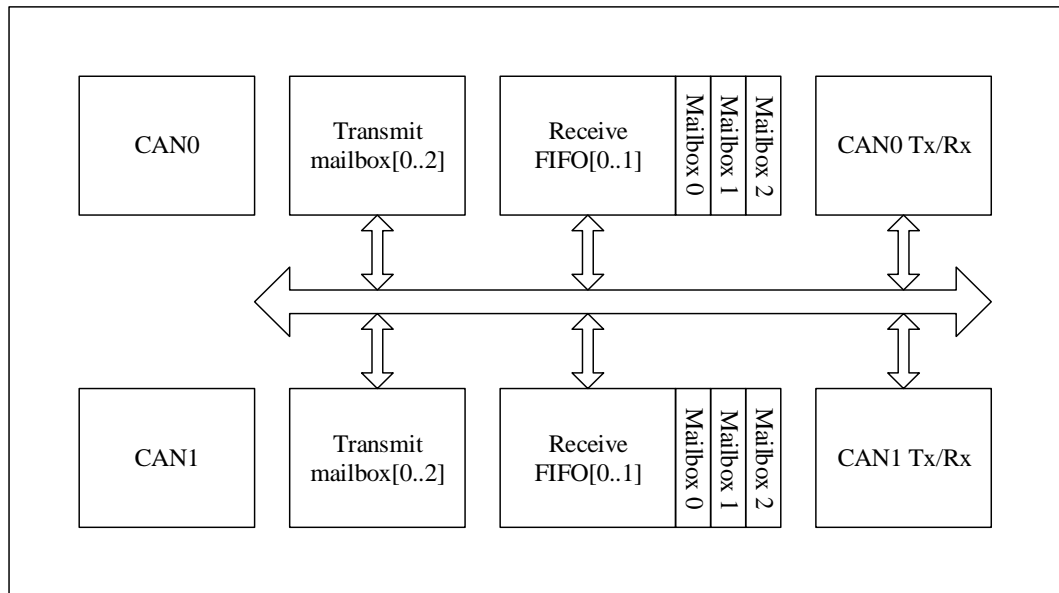 CAN0
Transmit
mailbox[0..2]
Receive
FIFO[0..1]
Mailbox 0
Mailbox 1
Mailbox 2
CAN0 Tx/Rx
CAN1
Transmit
mailbox[0..2]
Receive
FIFO[0..1]
Mailbox 0
Mailbox 1
Mailbox 2
CAN1 Tx/Rx